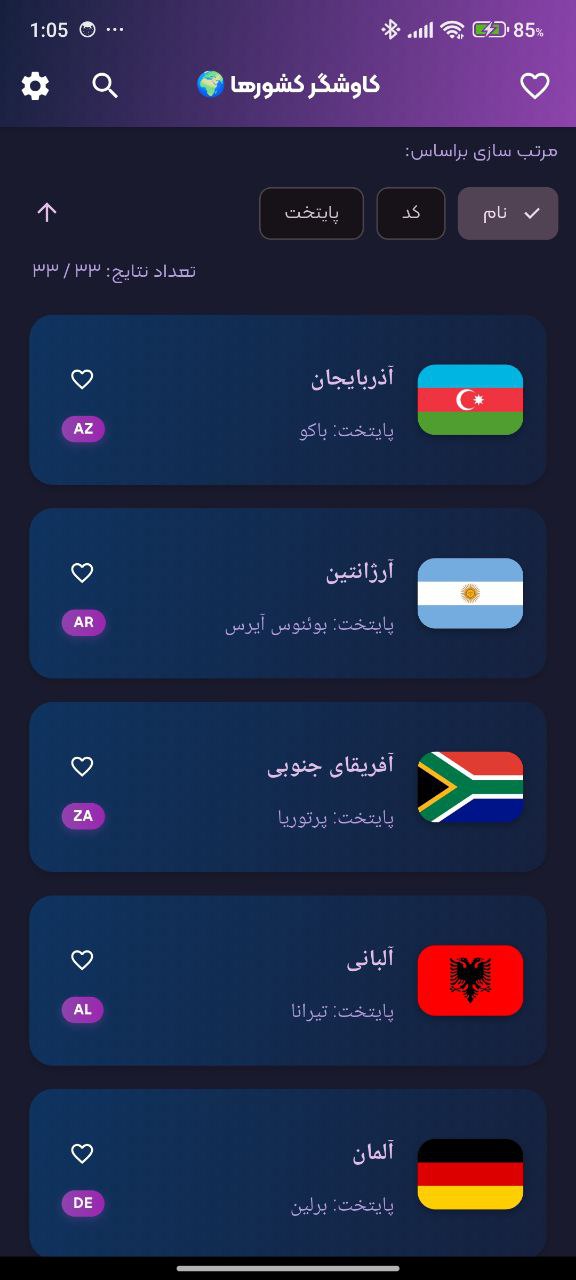 1:05 ... 85%
کاوشگر کشورها 🌍
مرتب سازی براساس:
نام کد پایتخت
تعداد نتایج: ۳۳ / ۳۳
آذربایجان
پایتخت: باکو
AZ
آرژانتین
پایتخت: بوئنوس آیرس
AR
آفریقای جنوبی
پایتخت: پرتوریا
ZA
آلبانی
پایتخت: تیرانا
AL
آلمان
پایتخت: برلین
DE